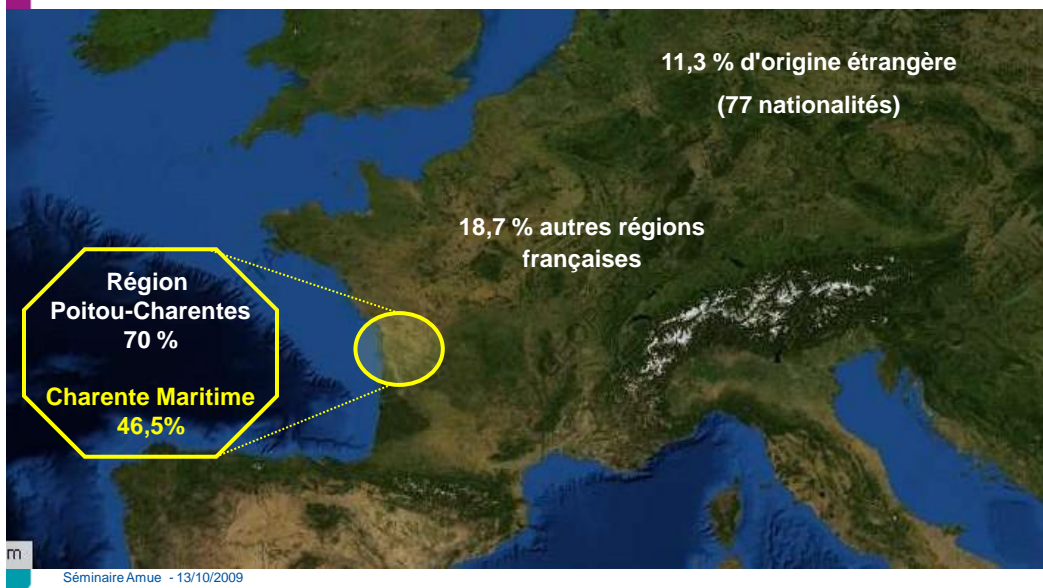 11,3 % d'origine étrangère
(77 nationalités)
18,7 % autres régions
françaises
Région
Poitou-Charentes
70 %
Charente Maritime
46,5%
m
Séminaire Amue - 13/10/2009